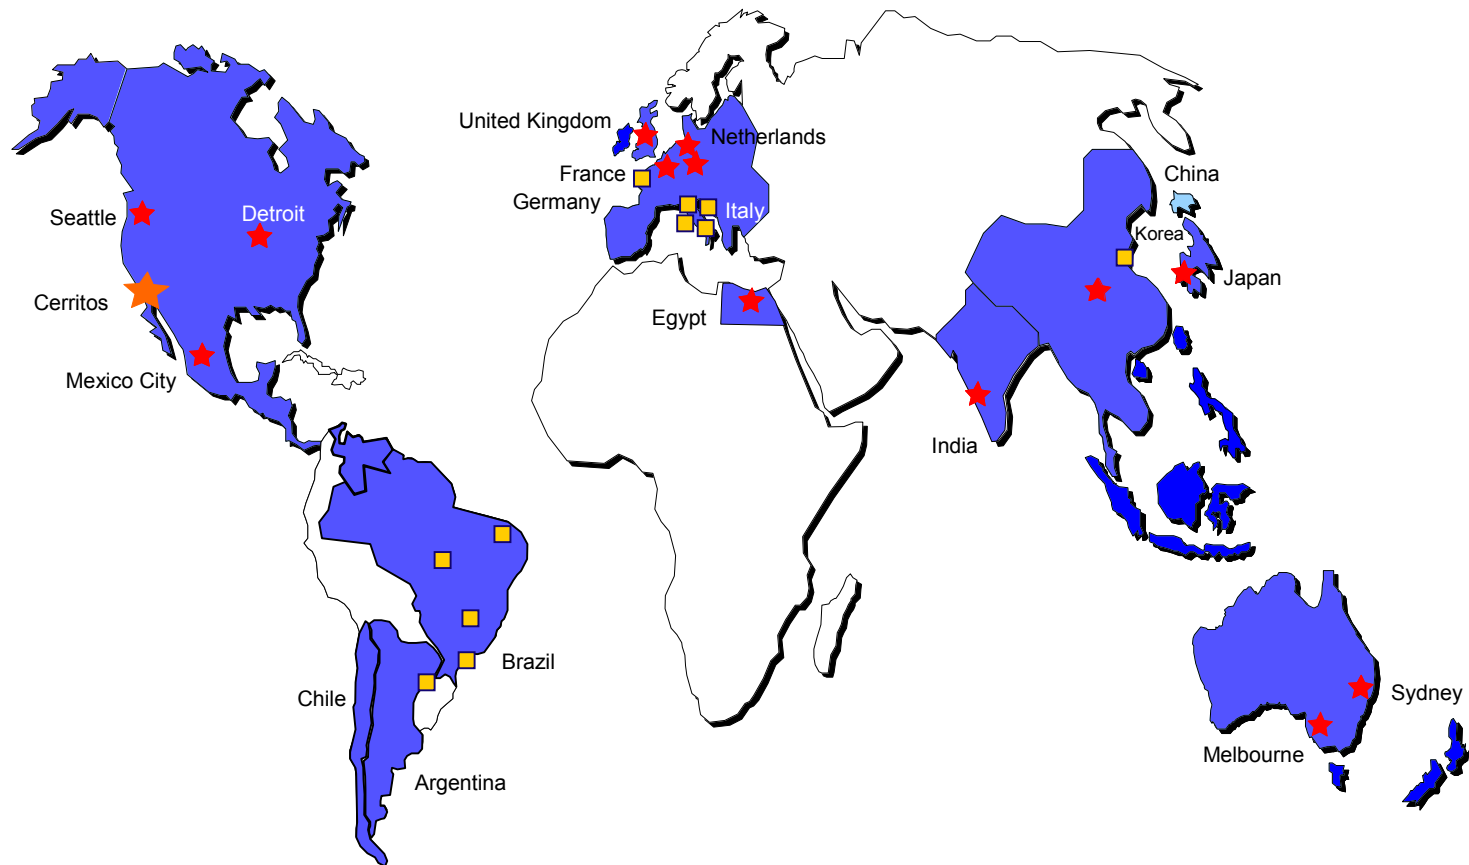 United Kingdom
Netherlands
France
China
Germany
Seattle
Detroit
Italy
Korea
Japan
Cerritos
Egypt
Mexico City
India
Brazil
Chile
Sydney
Melbourne
Argentina